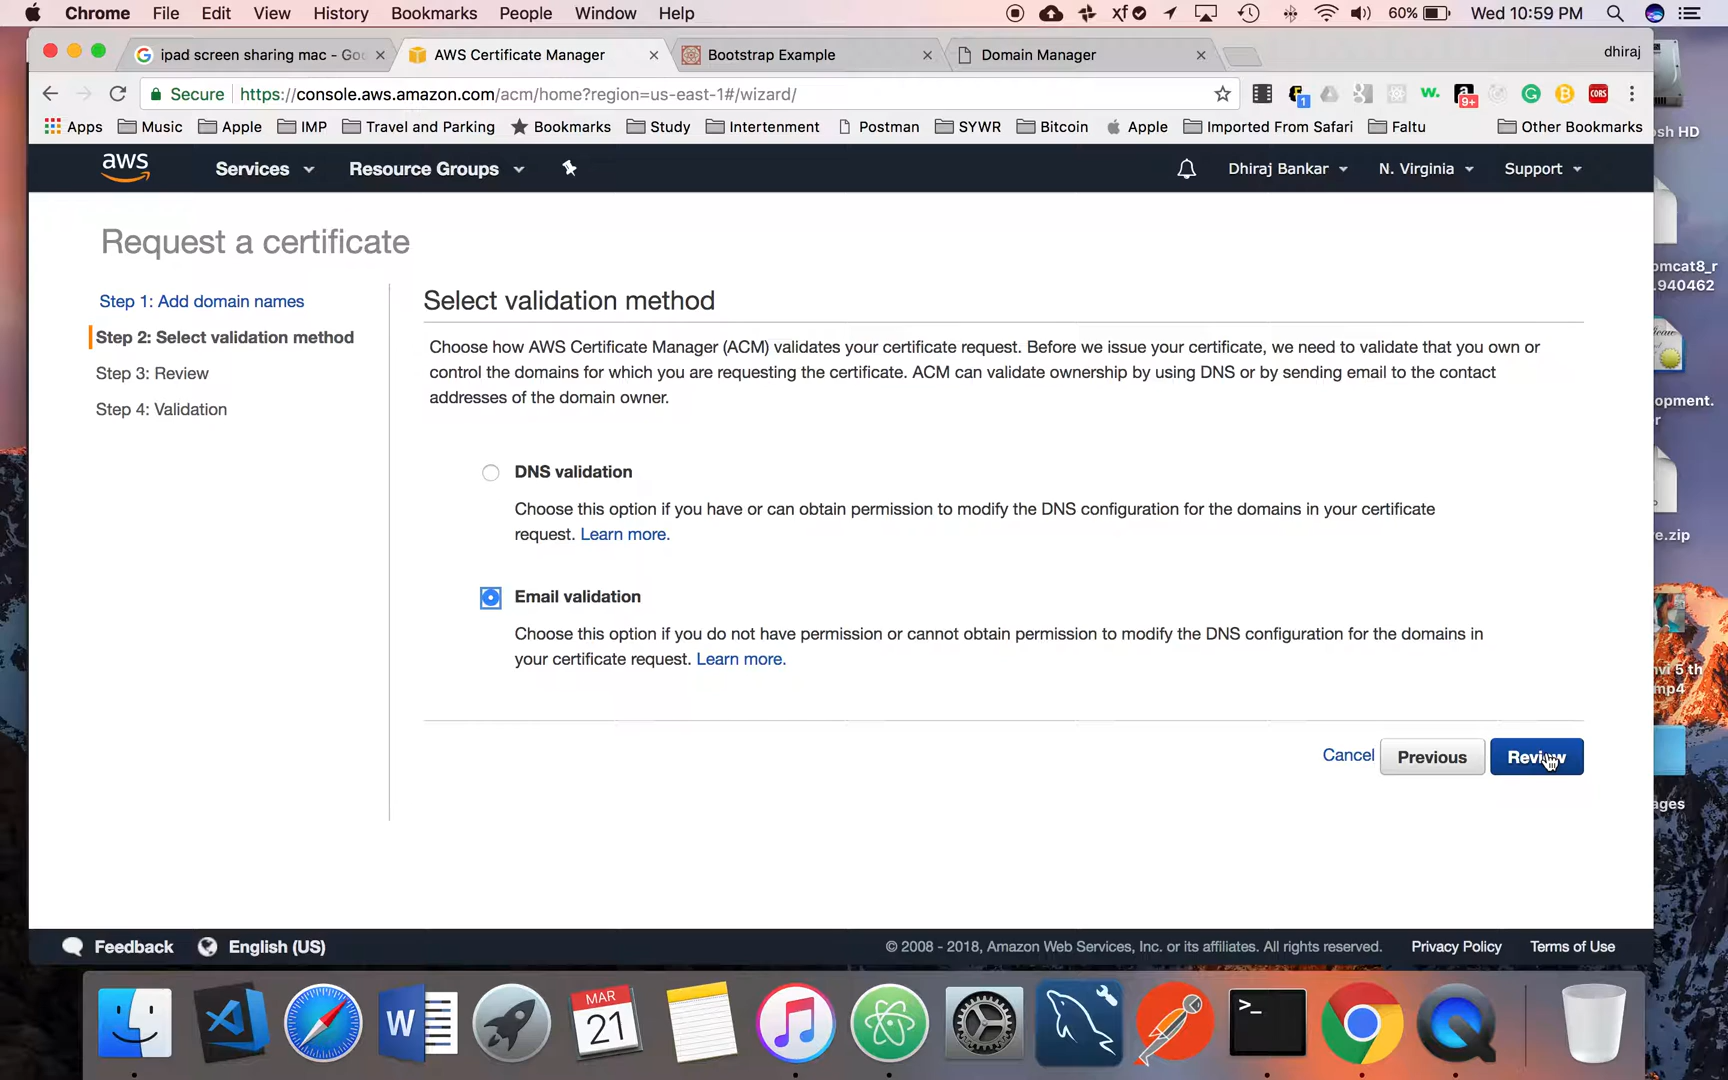 Chrome File Edit View History Bookmarks People Window Help 60% Wed 10:59 PM
ipad screen sharing mac - Goo AWS Certificate Manager Bootstrap Example Domain Manager dhiraj
Secure https://console.aws.amazon.com/acm/home?region=us-east-1#/wizard/
Apps Music Apple IMP Travel and Parking Bookmarks Study Intertenment Postman SYWR Bitcoin Apple Imported From Safari Faltu Other Bookmarks
aws Services Resource Groups Dhiraj Bankar N. Virginia Support
Request a certificate
Step 1: Add domain names
Step 2: Select validation method
Step 3: Review
Step 4: Validation
Select validation method
Choose how AWS Certificate Manager (ACM) validates your certificate request. Before we issue your certificate, we need to validate that you own or
control the domains for which you are requesting the certificate. ACM can validate ownership by using DNS or by sending email to the contact
addresses of the domain owner.
DNS validation
Choose this option if you have or can obtain permission to modify the DNS configuration for the domains in your certificate
request. Learn more.
Email validation
Choose this option if you do not have permission or cannot obtain permission to modify the DNS configuration for the domains in
your certificate request. Learn more.
Cancel Previous Review
Feedback English (US) © 2008 - 2018, Amazon Web Services, Inc. or its affiliates. All rights reserved. Privacy Policy Terms of Use
MAR
21